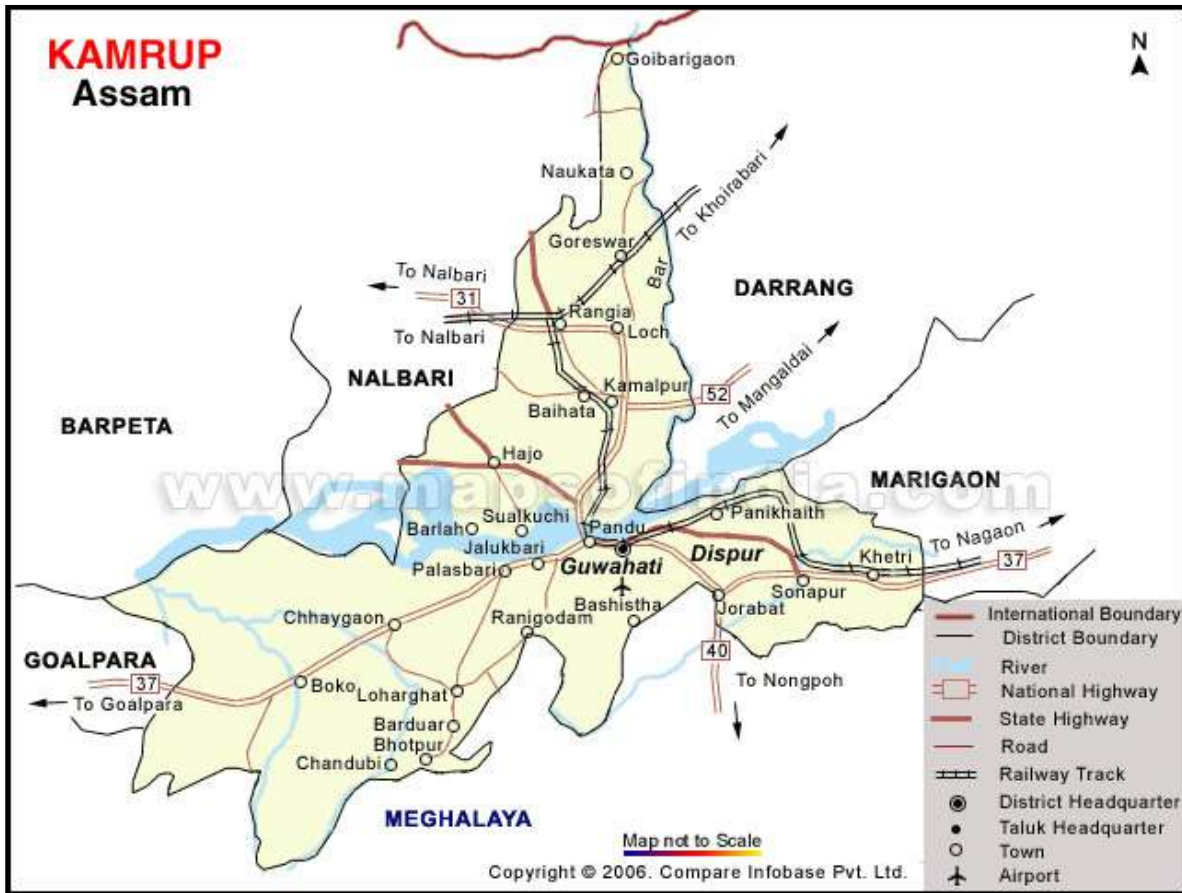 KAMRUP
Assam
N
Goibarigaon
Naukata
To Khoirabari
Goreswar
Bar
To Nalbari
31
DARRANG
Rangia
Loch
To Nalbari
NALBARI
Kamalpur
52
To Mangaldai
Baihata
BARPETA
Hajo
MARIGAON
www.mapsofindia.com
Panikhaith
Sualkuchi
Barlah
Pandu
To Nagaon
Jalukbari
Dispur
Khetri
37
Palasbari
Guwahati
Sonapur
Bashistha
Jorabat
Chhaygaon
Ranigodam
40
GOALPARA
37
Boko
To Nongpoh
To Goalpara
Loharghat
Barduar
Bhotpur
Chandubi
MEGHALAYA
International Boundary
District Boundary
River
National Highway
State Highway
Road
Railway Track
District Headquarter
Taluk Headquarter
Town
Airport
Map not to Scale
Copyright © 2006. Compare Infobase Pvt. Ltd.